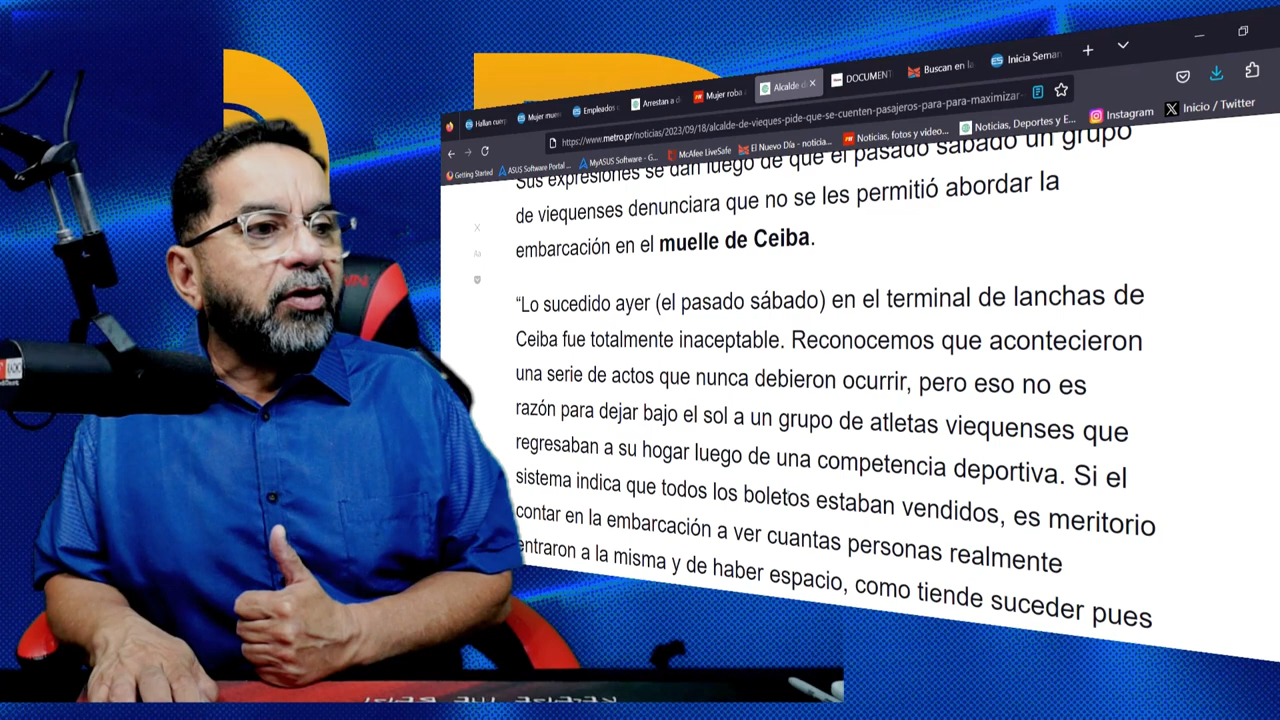 Hallan cuerp
Mujer mue
Empleados
Arrestan a d
Mujer roba
Alcalde d
DOCUMENT
Buscan en la
Inicia Seman
https://www.metro.pr/noticias/2023/09/18/alcalde-de-vieques-pide-que-se-cuenten-pasajeros-para-para-maximizar-
Getting Started
ASUS Software Portal ...
MyASUS Software - G...
McAfee LiveSafe
El Nuevo Día - noticia...
Noticias, fotos y video...
Noticias, Deportes y E...
Instagram
Inicio / Twitter
Sus expresiones se dan luego de que el pasado sábado un grupo
de viequenses denunciara que no se les permitió abordar la
embarcación en el muelle de Ceiba.
“Lo sucedido ayer (el pasado sábado) en el terminal de lanchas de
Ceiba fue totalmente inaceptable. Reconocemos que acontecieron
una serie de actos que nunca debieron ocurrir, pero eso no es
razón para dejar bajo el sol a un grupo de atletas viequenses que
regresaban a su hogar luego de una competencia deportiva. Si el
sistema indica que todos los boletos estaban vendidos, es meritorio
contar en la embarcación a ver cuantas personas realmente
entraron a la misma y de haber espacio, como tiende suceder pues
Aa
RADIO